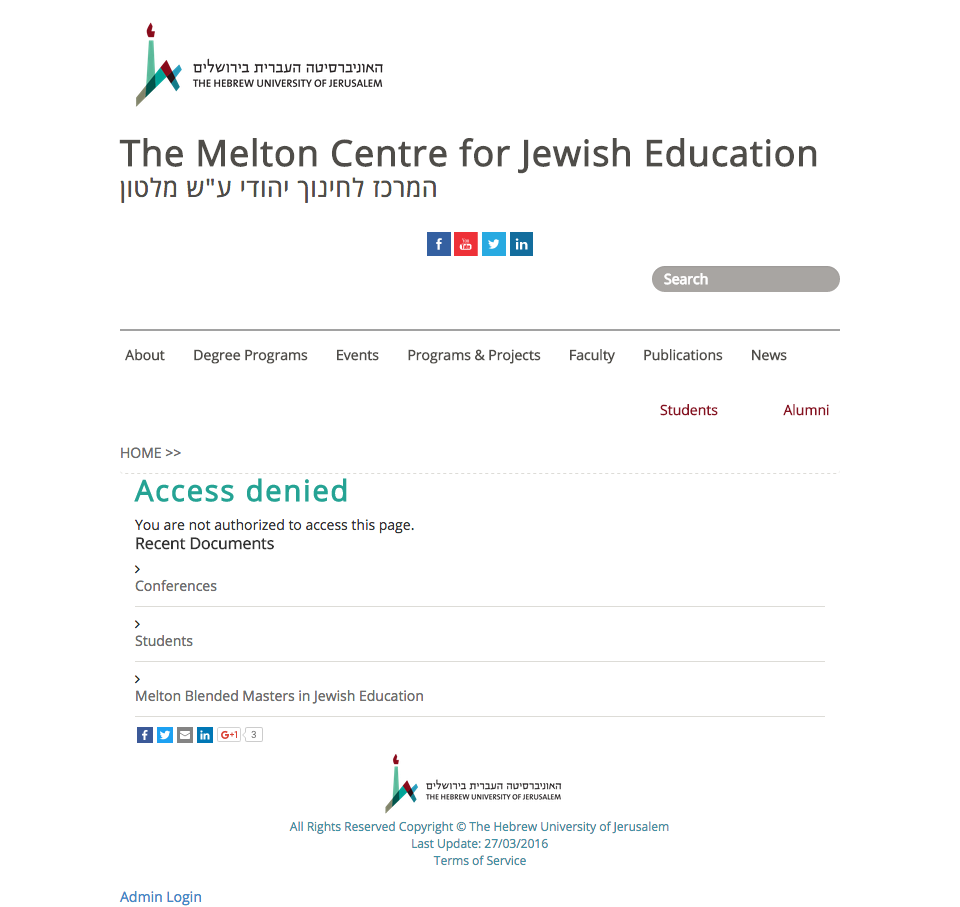 האוניברסיטה העברית בירושלים
THE HEBREW UNIVERSITY OF JERUSALEM
The Melton Centre for Jewish Education
המרכז לחינוך יהודי ע"ש מלטון
Search
About Degree Programs Events Programs & Projects Faculty Publications News
Students Alumni
HOME >>
Access denied
You are not authorized to access this page.
Recent Documents
Conferences
Students
Melton Blended Masters in Jewish Education
G+1 3
האוניברסיטה העברית בירושלים
THE HEBREW UNIVERSITY OF JERUSALEM
All Rights Reserved Copyright © The Hebrew University of Jerusalem
Last Update: 27/03/2016
Terms of Service
Admin Login